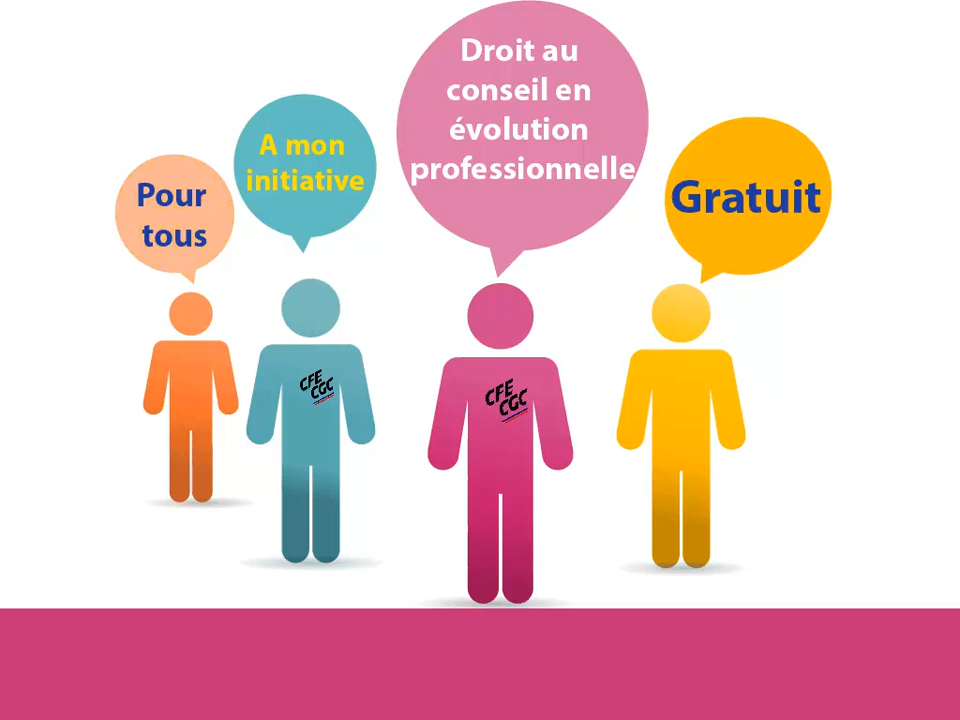 Pour
tous
A mon
initiative
Droit au
conseil en
évolution
professionnelle
Gratuit
CFE
CGC
CFE
CGC